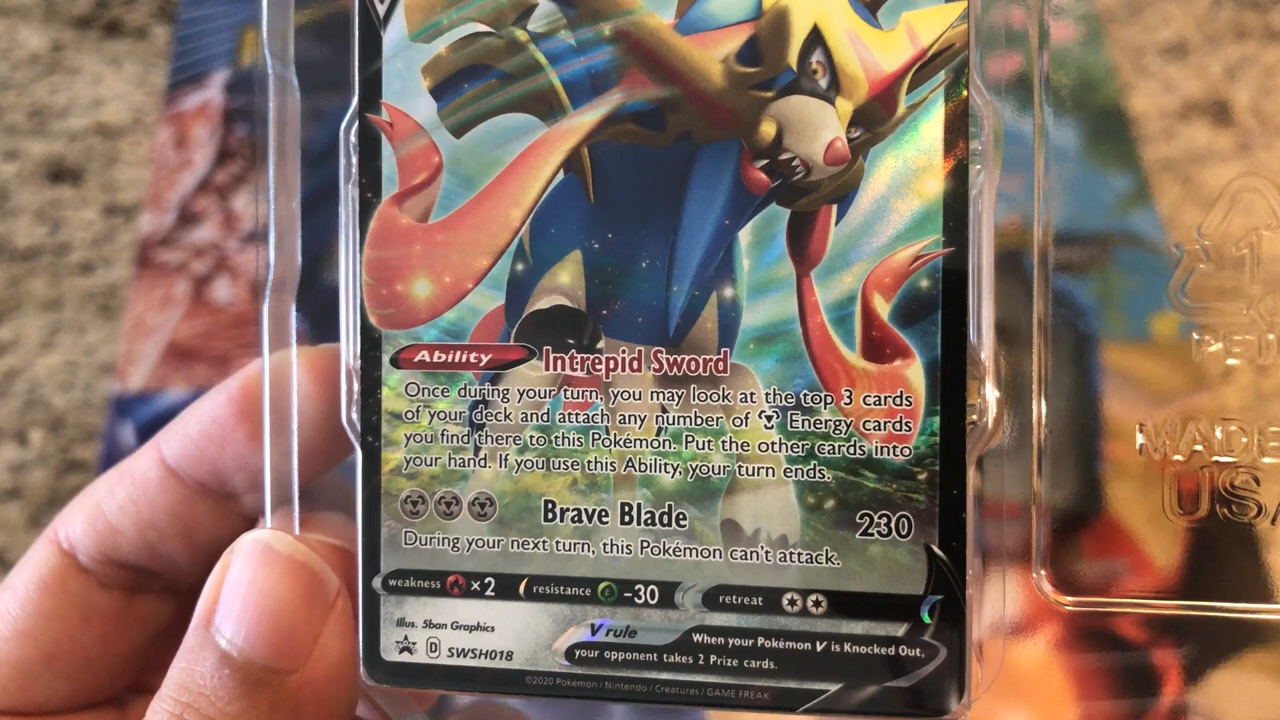 Ability Intrepid Sword
Once during your turn, you may look at the top 3 cards
of your deck and attach any number of Energy cards
you find there to this Pokémon. Put the other cards into
your hand. If you use this Ability, your turn ends.
Brave Blade 230
During your next turn, this Pokémon can't attack.
weakness ×2 resistance -30 retreat
Illus. 5ban Graphics
D SWSH018
V rule When your Pokémon V is Knocked Out,
your opponent takes 2 Prize cards.
©2020 Pokémon / Nintendo / Creatures / GAME FREAK
1
MADE
USA